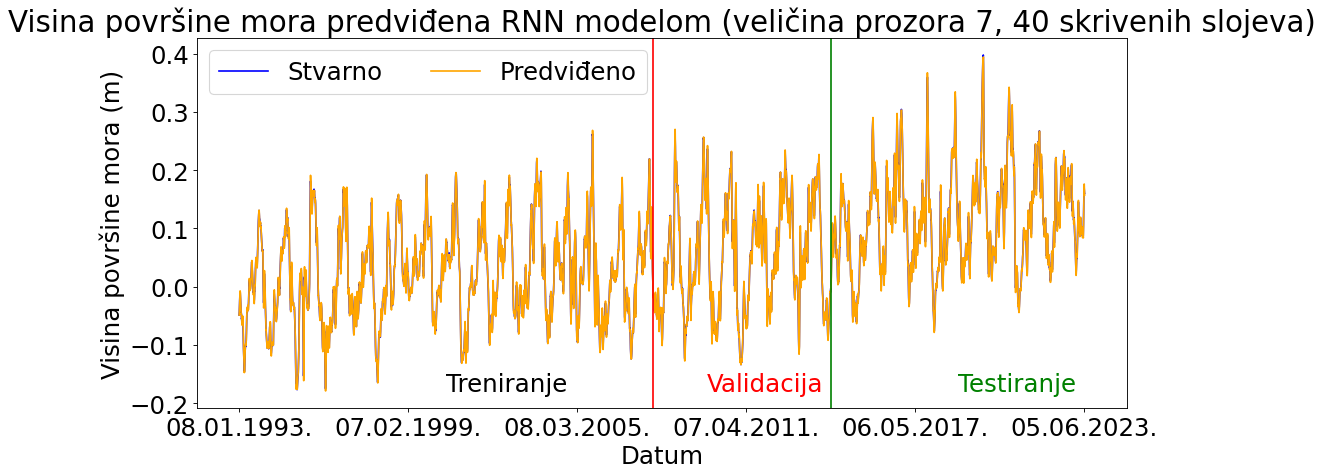 Visina površine mora predviđena RNN modelom (veličina prozora 7, 40 skrivenih slojeva)
Stvarno Predviđeno
Visina površine mora (m)
0.4
0.3
0.2
0.1
0.0
−0.1
−0.2
Treniranje Validacija Testiranje
08.01.1993. 07.02.1999. 08.03.2005. 07.04.2011. 06.05.2017. 05.06.2023.
Datum